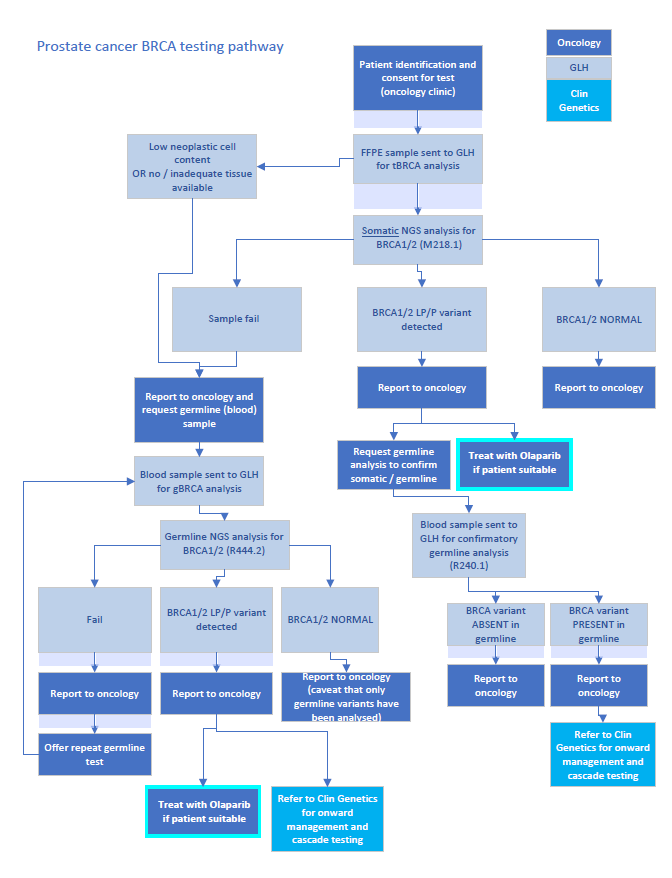 Prostate cancer BRCA testing pathway
Oncology
GLH
Clin
Genetics
Patient identification and
consent for test
(oncology clinic)
Low neoplastic cell
content
OR no / inadequate tissue
available
FFPE sample sent to GLH
for tBRCA analysis
Somatic NGS analysis for
BRCA1/2 (M218.1)
Sample fail
BRCA1/2 LP/P variant
detected
BRCA1/2 NORMAL
Report to oncology and
request germline (blood)
sample
Report to oncology
Report to oncology
Request germline
analysis to confirm
somatic / germline
Treat with Olaparib
if patient suitable
Blood sample sent to GLH
for gBRCA analysis
Blood sample sent to
GLH for confirmatory
germline analysis
(R240.1)
Germline NGS analysis for
BRCA1/2 (R444.2)
Fail
BRCA1/2 LP/P variant
detected
BRCA1/2 NORMAL
BRCA variant
ABSENT in
germline
BRCA variant
PRESENT in
germline
Report to oncology
Report to oncology
Report to oncology
(caveat that only
germline variants have
been analysed)
Report to
oncology
Report to
oncology
Offer repeat germline
test
Refer to Clin
Genetics for onward
management and
cascade testing
Treat with Olaparib
if patient suitable
Refer to Clin Genetics
for onward
management and
cascade testing